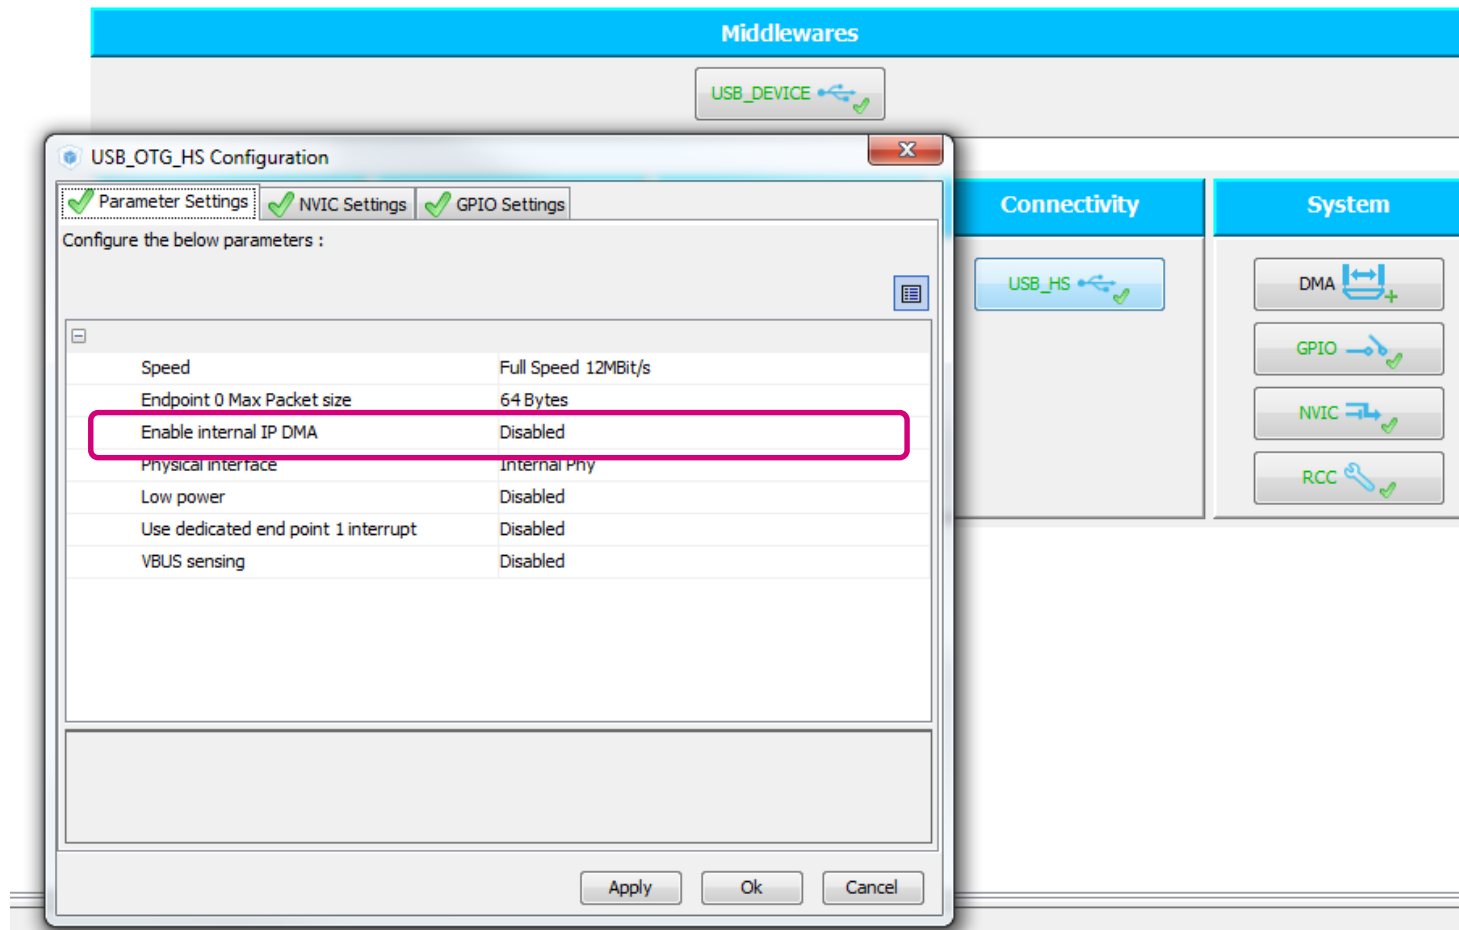 Middlewares
USB_DEVICE
USB_OTG_HS Configuration
X
Parameter Settings
NVIC Settings
GPIO Settings
Configure the below parameters :
Speed Full Speed 12MBit/s
Endpoint 0 Max Packet size 64 Bytes
Enable internal IP DMA Disabled
Physical interface Internal Phy
Low power Disabled
Use dedicated end point 1 interrupt Disabled
VBUS sensing Disabled
Apply
Ok
Cancel
Connectivity
USB_HS
System
DMA
GPIO
NVIC
RCC